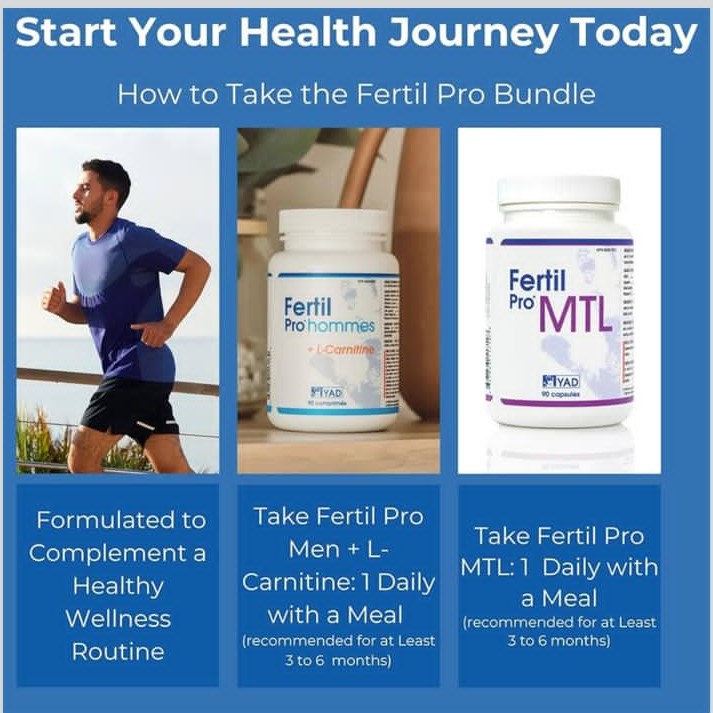 Start Your Health Journey Today
How to Take the Fertil Pro Bundle
Fertil
Pro hommes
+ L-Carnitine
YAD
90 comprimés
Fertil
Pro MTL
YAD
90 capsules
Formulated to
Complement a
Healthy
Wellness
Routine
Take Fertil Pro
Men + L-
Carnitine: 1 Daily
with a Meal
(recommended for at Least
3 to 6 months)
Take Fertil Pro
MTL: 1 Daily with
a Meal
(recommended for at Least
3 to 6 months)